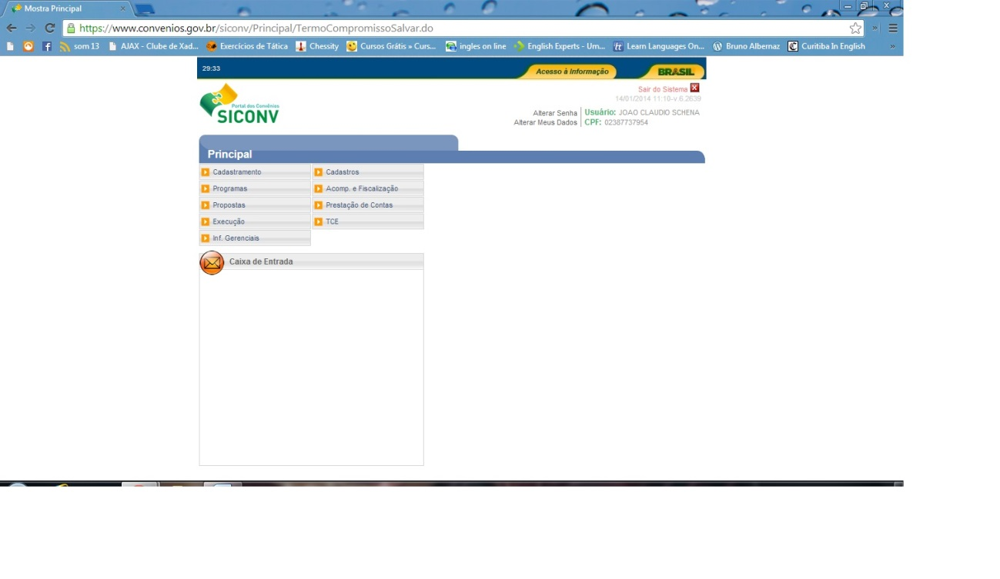 Mostra Principal
https://www.convenios.gov.br/siconv/Principal/TermoCompromissoSalvar.do
som 13 AJAX - Clube de Xad... Exercícios de Tática Chessity Cursos Grátis » Curs... ingles on line English Experts - Um... Learn Languages On... Bruno Albernaz Curitiba In English »
29:33 Acesso à Informação BRASIL
Sair do Sistema
14/01/2014 11:10-v.6.2639
Portal dos Convênios
SICONV
Alterar Senha Usuário: JOAO CLAUDIO SCHENA
Alterar Meus Dados CPF: 02387737954
Principal
Cadastramento Cadastros
Programas Acomp. e Fiscalização
Propostas Prestação de Contas
Execução TCE
Inf. Gerenciais
Caixa de Entrada